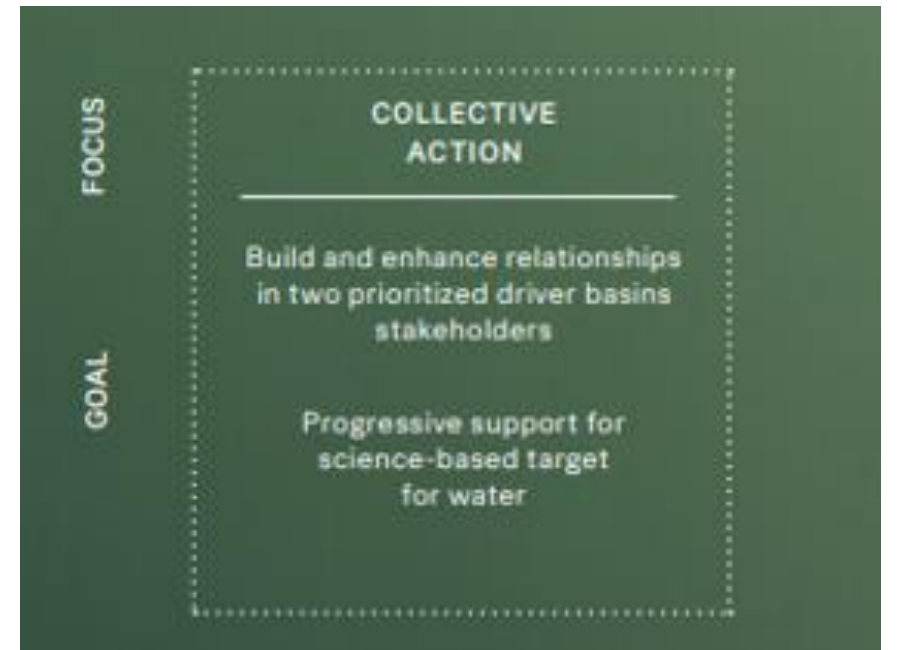 FOCUS
COLLECTIVE
ACTION
GOAL
Build and enhance relationships
in two prioritized driver basins
stakeholders
Progressive support for
science-based target
for water